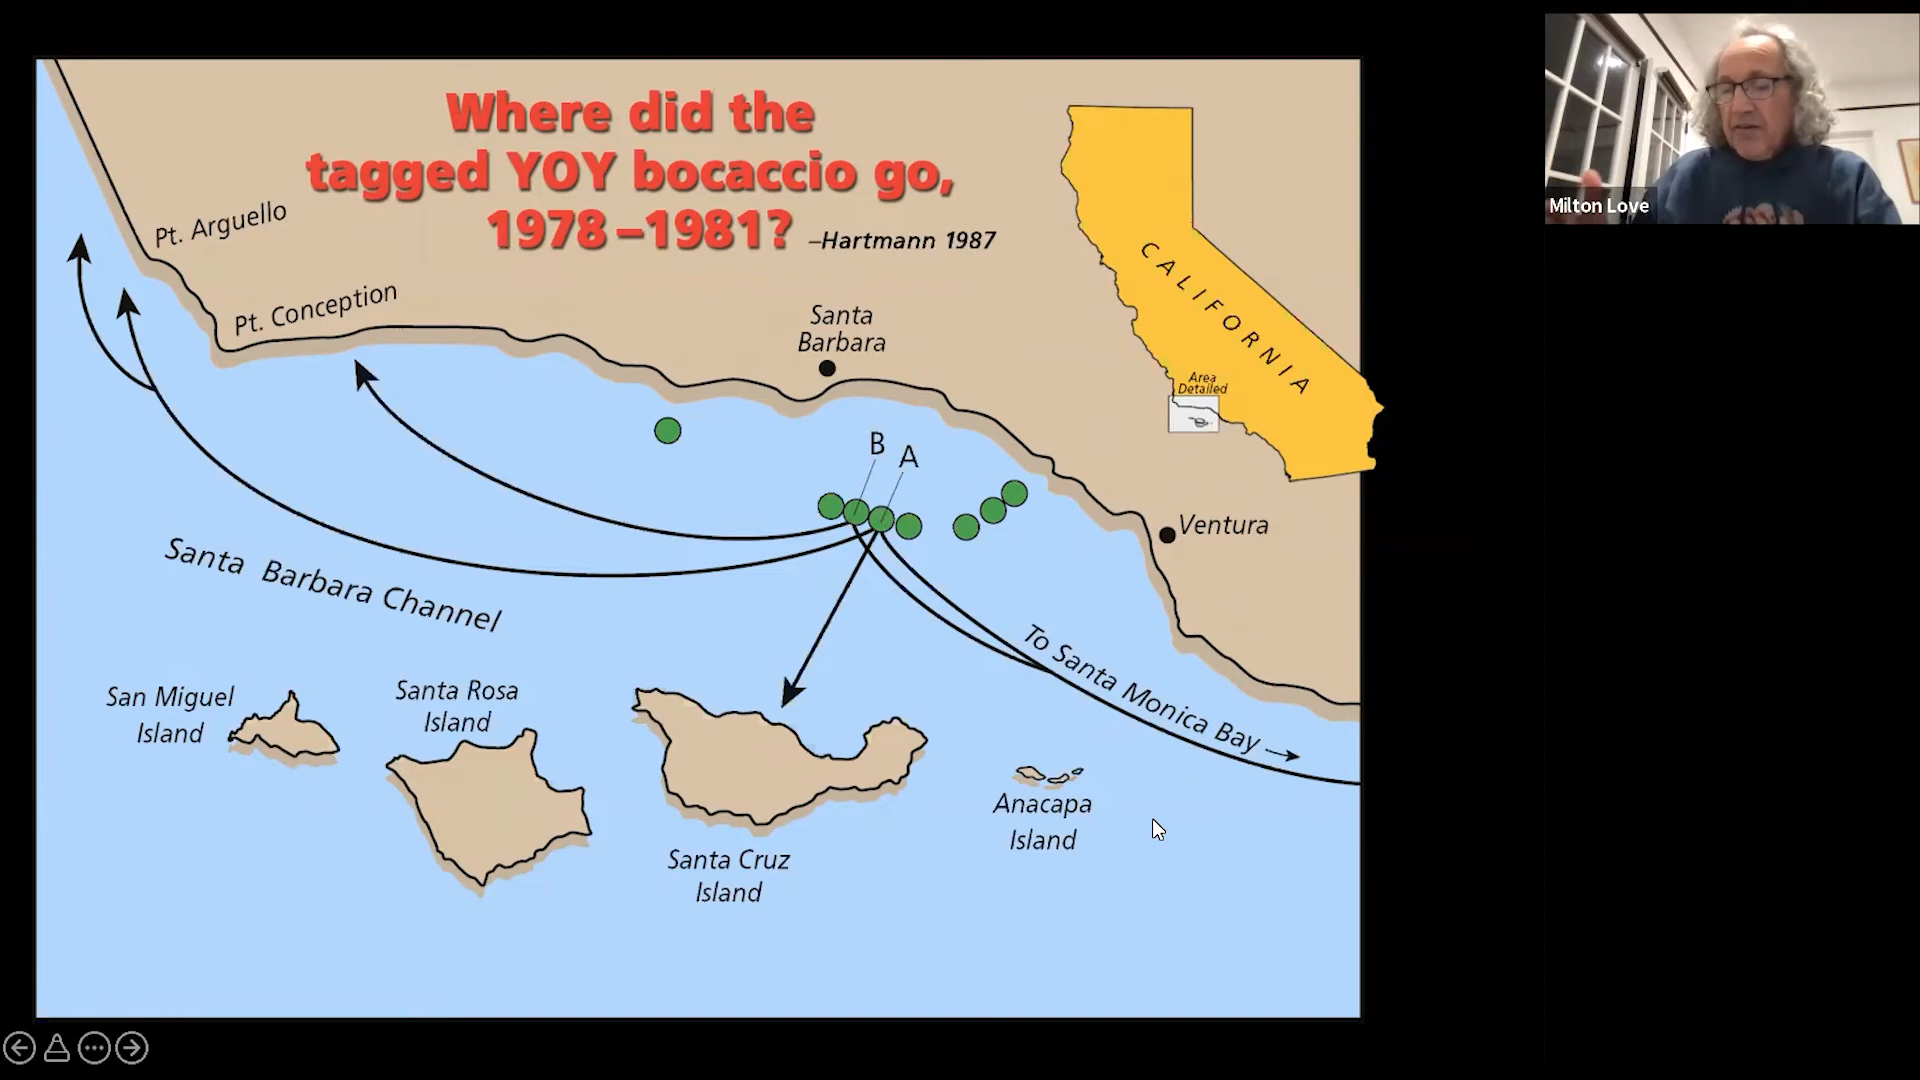 Where did the
tagged YOY bocaccio go,
1978–1981? –Hartmann 1987
Milton Love
Pt. Arguello
Pt. Conception
Santa
Barbara
CALIFORNIA
Area
Detailed
B A
Ventura
Santa Barbara Channel
To Santa Monica Bay →
San Miguel
Island
Santa Rosa
Island
Anacapa
Island
Santa Cruz
Island